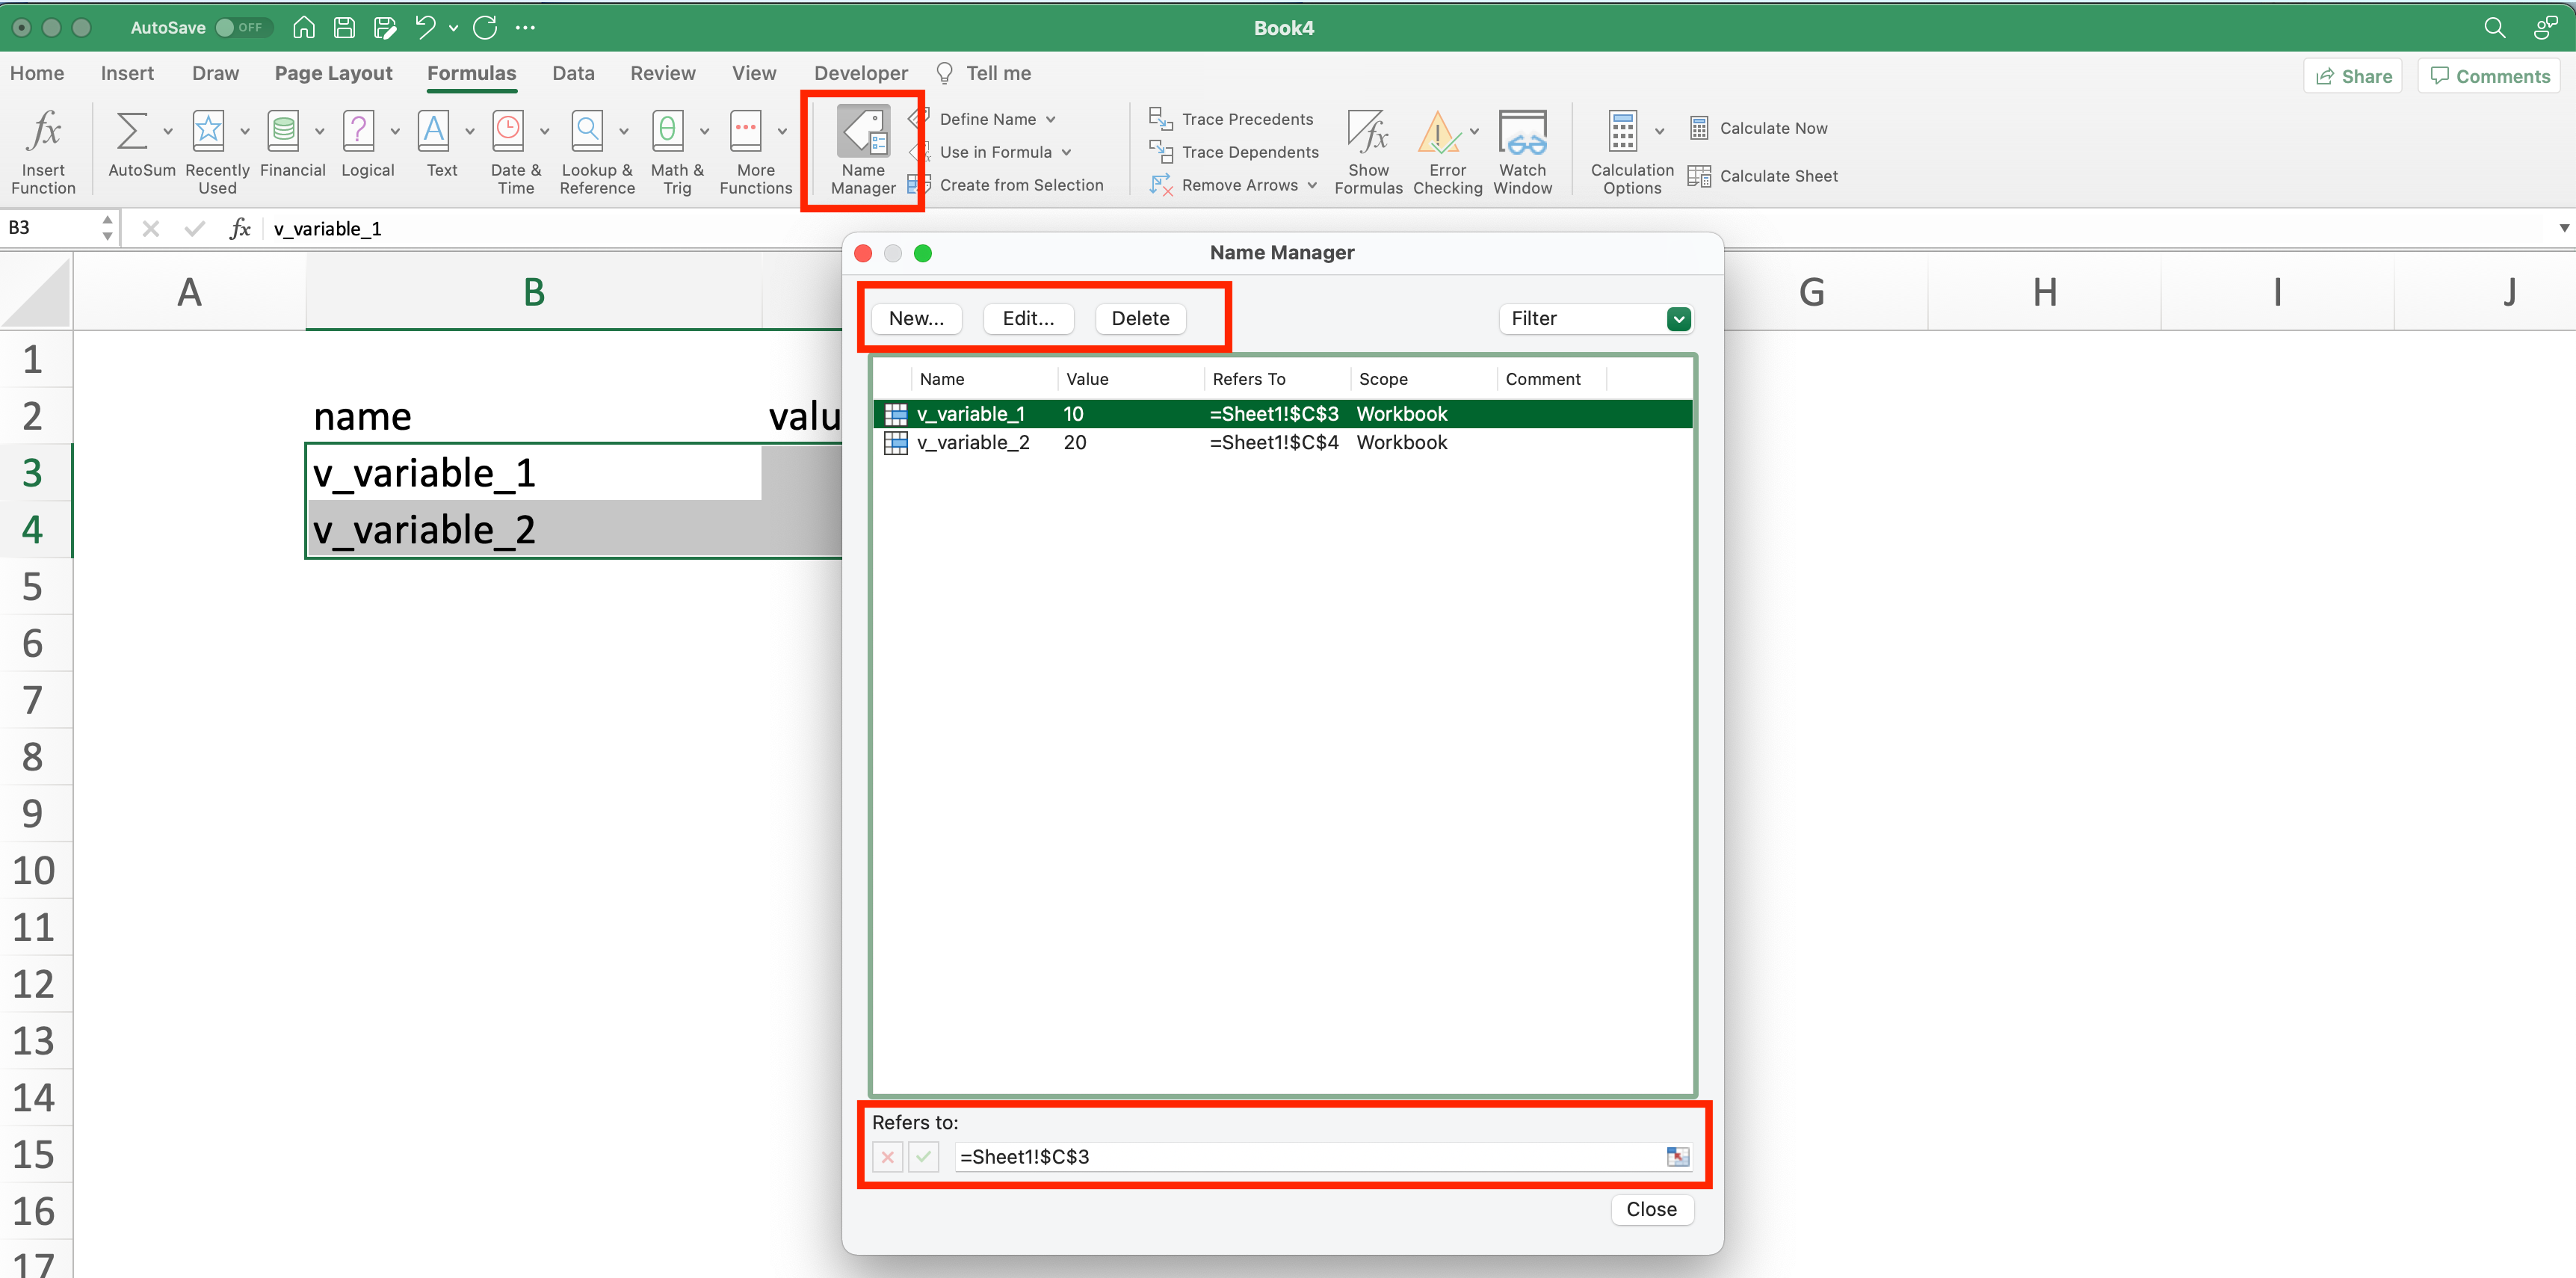 AutoSave OFF Book4
Home Insert Draw Page Layout Formulas Data Review View Developer Tell me Share Comments
fx Insert Function
AutoSum
Recently Used
Financial
Logical
Text
Date & Time
Lookup & Reference
Math & Trig
More Functions
Name Manager
Define Name
Use in Formula
Create from Selection
Trace Precedents
Trace Dependents
Remove Arrows
Show Formulas
Error Checking
Watch Window
Calculation Options
Calculate Now
Calculate Sheet
B3 fx v_variable_1
A B G H I J
1
2 name valu
3 v_variable_1
4 v_variable_2
5
6
7
8
9
10
11
12
13
14
15
16
17
Name Manager
New... Edit... Delete Filter
Name Value Refers To Scope Comment
v_variable_1 10 =Sheet1!$C$3 Workbook
v_variable_2 20 =Sheet1!$C$4 Workbook
Refers to:
=Sheet1!$C$3
Close